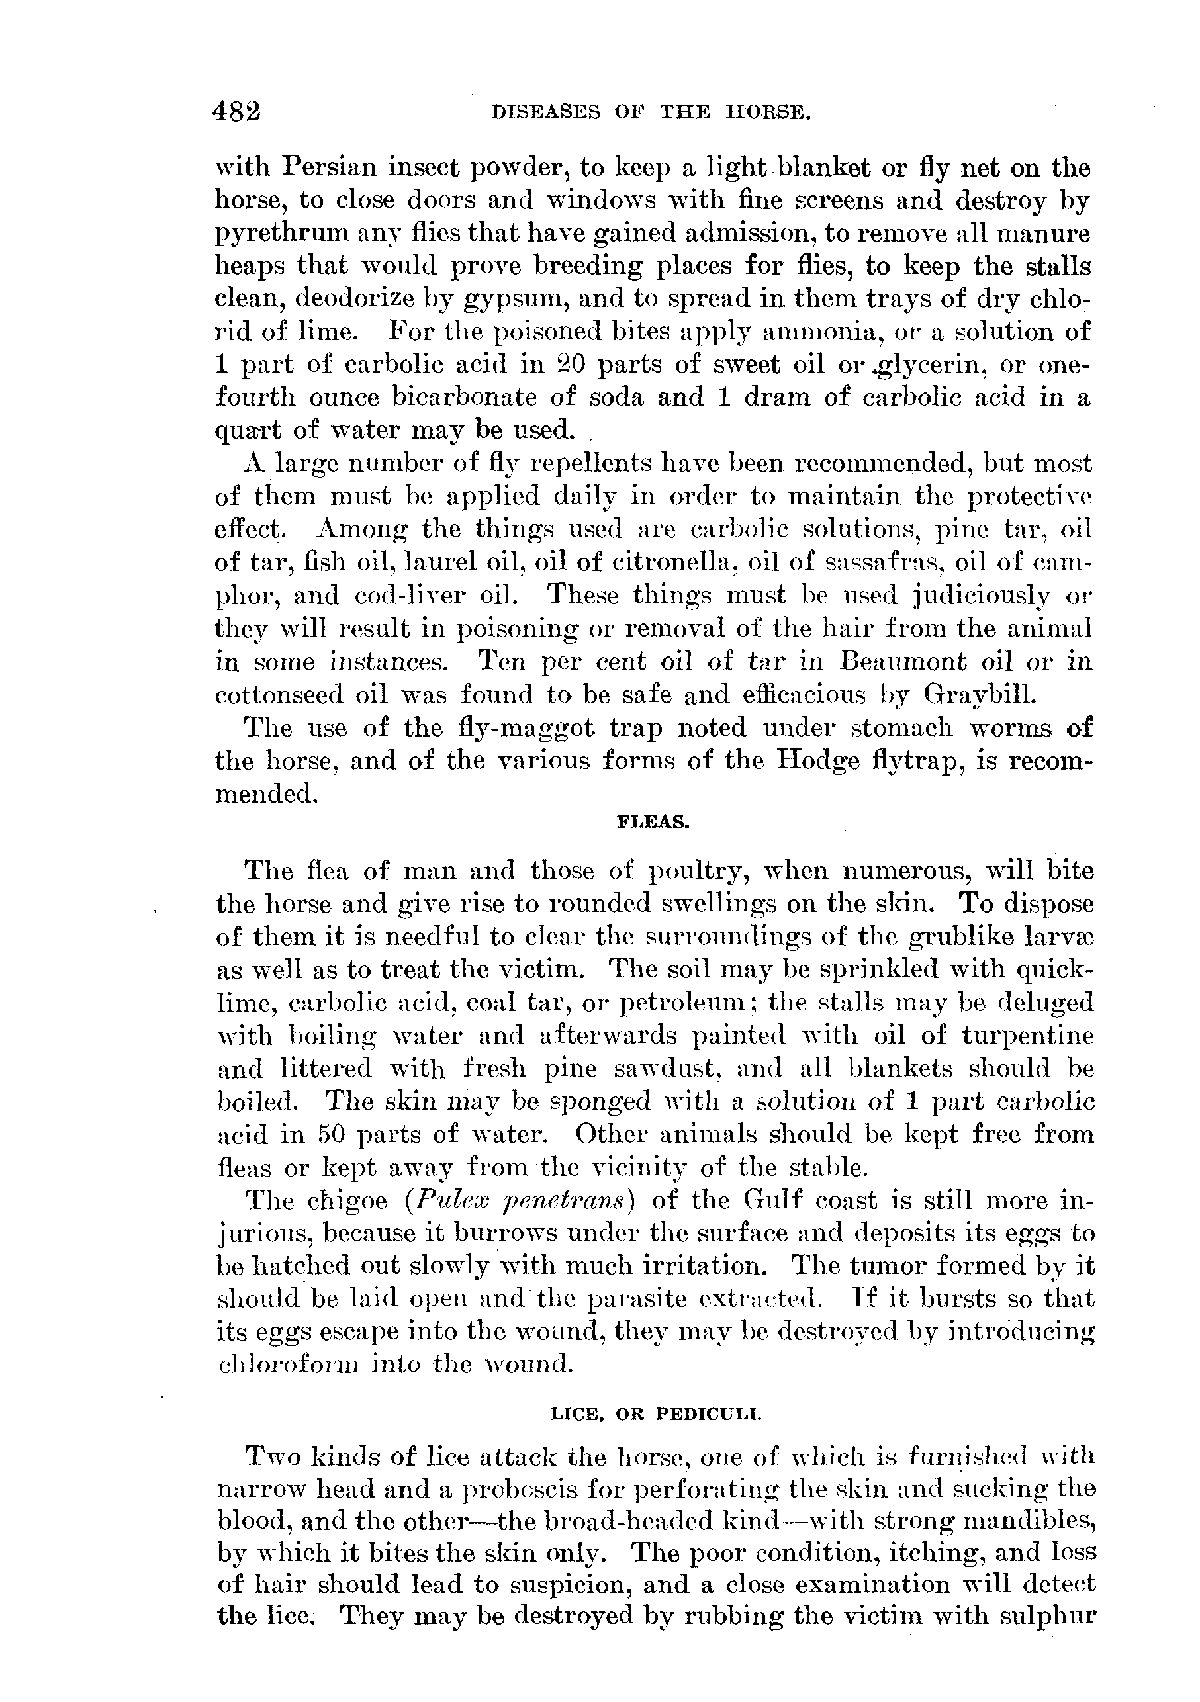 482 DISEASES OF THE HORSE.
with Persian insect powder, to keep a light blanket or fly net on the
horse, to close doors and windows with fine screens and destroy by
pyrethrum any flies that have gained admission, to remove all manure
heaps that would prove breeding places for flies, to keep the stalls
clean, deodorize by gypsum, and to spread in them trays of dry chlo-
rid of lime. For the poisoned bites apply ammonia, or a solution of
1 part of carbolic acid in 20 parts of sweet oil or glycerin, or one-
fourth ounce bicarbonate of soda and 1 dram of carbolic acid in a
quart of water may be used.
A large number of fly repellents have been recommended, but most
of them must be applied daily in order to maintain the protective
effect. Among the things used are carbolic solutions, pine tar, oil
of tar, fish oil, laurel oil, oil of citronella, oil of sassafras, oil of cam-
phor, and cod-liver oil. These things must be used judiciously or
they will result in poisoning or removal of the hair from the animal
in some instances. Ten per cent oil of tar in Beaumont oil or in
cottonseed oil was found to be safe and efficacious by Graybill.
The use of the fly-maggot trap noted under stomach worms of
the horse, and of the various forms of the Hodge flytrap, is recom-
mended.
FLEAS.
The flea of man and those of poultry, when numerous, will bite
the horse and give rise to rounded swellings on the skin. To dispose
of them it is needful to clear the surroundings of the grublike larvæ
as well as to treat the victim. The soil may be sprinkled with quick-
lime, carbolic acid, coal tar, or petroleum; the stalls may be deluged
with boiling water and afterwards painted with oil of turpentine
and littered with fresh pine sawdust, and all blankets should be
boiled. The skin may be sponged with a solution of 1 part carbolic
acid in 50 parts of water. Other animals should be kept free from
fleas or kept away from the vicinity of the stable.
The chigoe (Pulex penetrans) of the Gulf coast is still more in-
jurious, because it burrows under the surface and deposits its eggs to
be hatched out slowly with much irritation. The tumor formed by it
should be laid open and the parasite extracted. If it bursts so that
its eggs escape into the wound, they may be destroyed by introducing
chloroform into the wound.
LICE, OR PEDICULI.
Two kinds of lice attack the horse, one of which is furnished with
narrow head and a proboscis for perforating the skin and sucking the
blood, and the other—the broad-headed kind—with strong mandibles,
by which it bites the skin only. The poor condition, itching, and loss
of hair should lead to suspicion, and a close examination will detect
the lice. They may be destroyed by rubbing the victim with sulphur